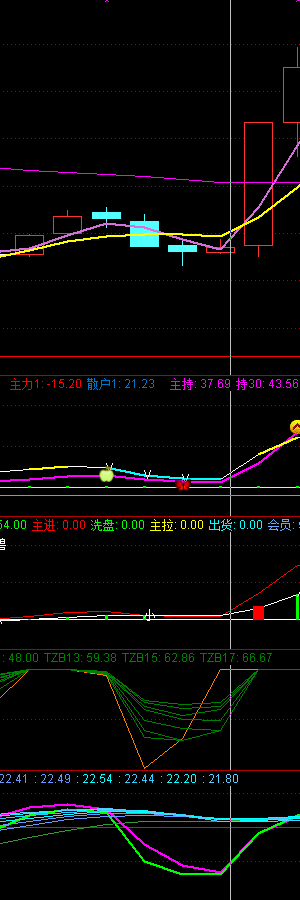 主力1: -15.20 散户1: 21.23 主持: 37.69 持30: 43.56
54.00 主进: 0.00 洗盘: 0.00 主拉: 0.00 出货: 0.00 会员:
小
: 48.00 TZB13: 59.38 TZB15: 62.86 TZB17: 66.67
22.41 : 22.49 : 22.54 : 22.44 : 22.20 : 21.80